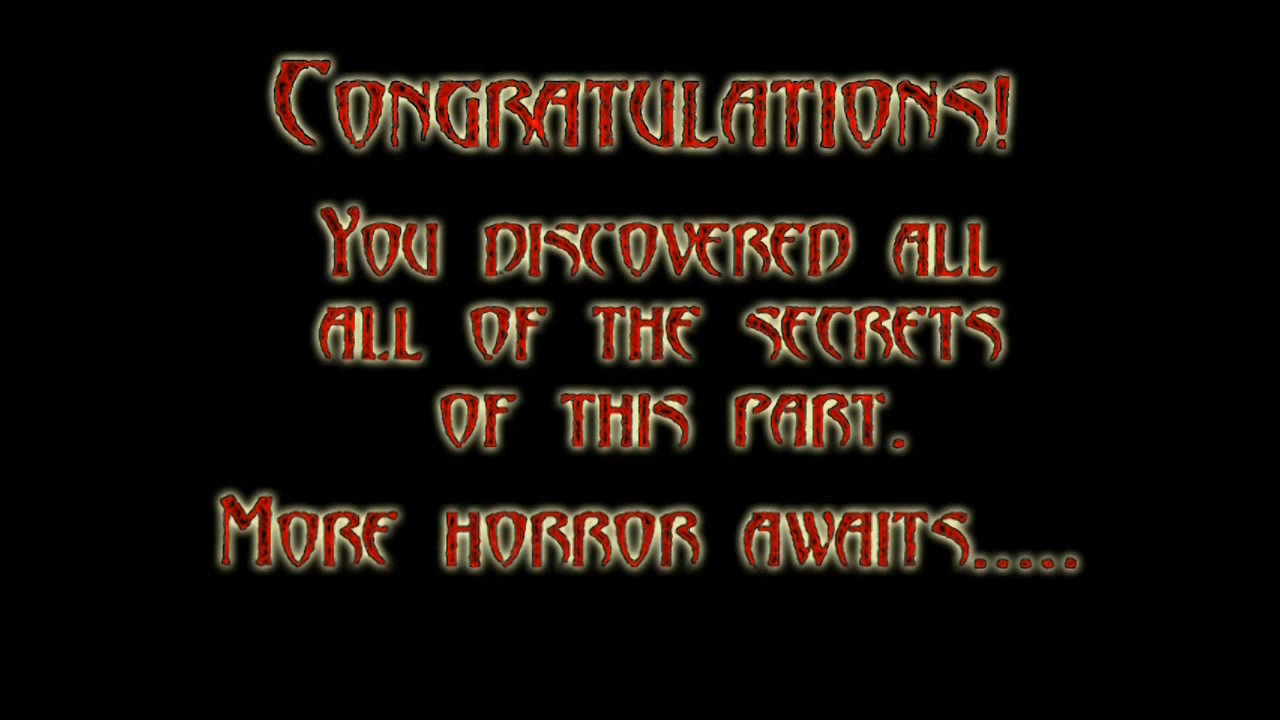 Congratulations!
You discovered all
all of the secrets
of this part.
More horror awaits.....